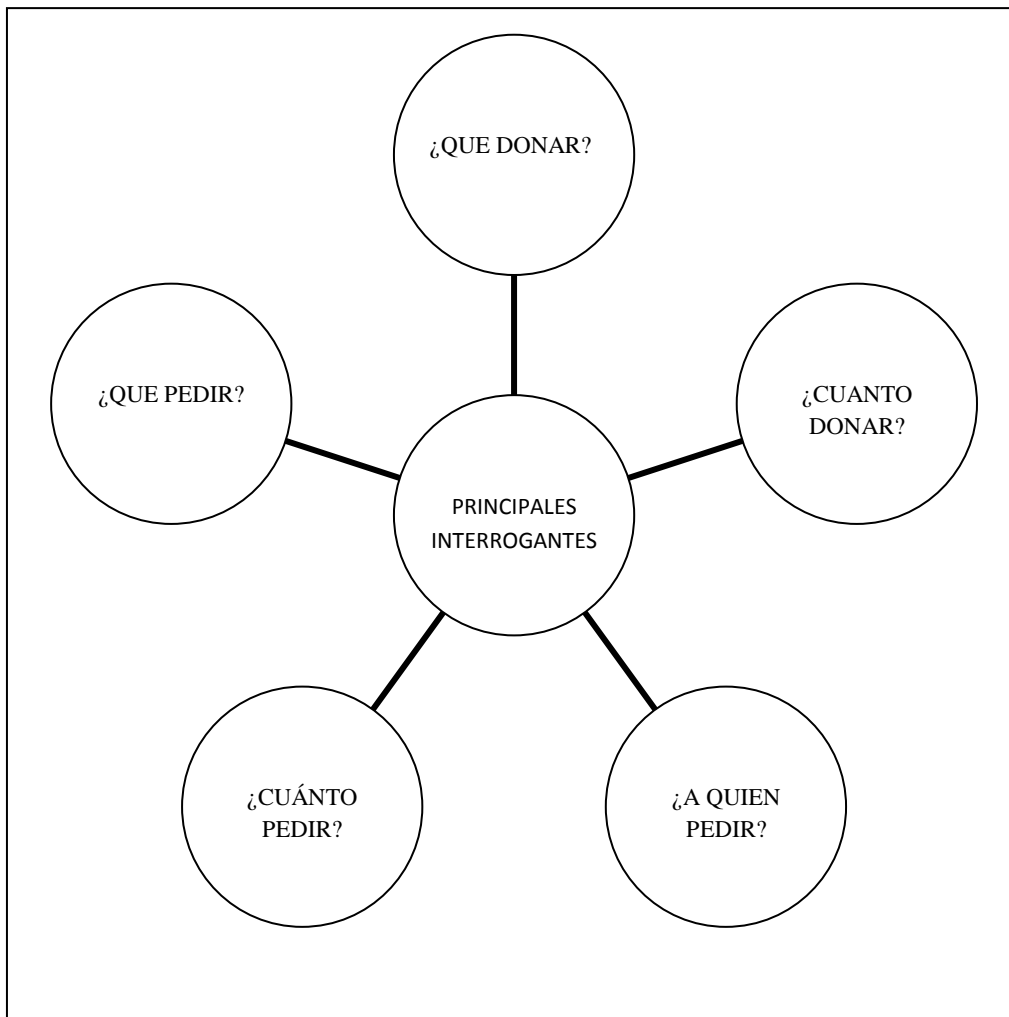 ¿QUE DONAR?
¿QUE PEDIR?
¿CUANTO
DONAR?
PRINCIPALES
INTERROGANTES
¿CUÁNTO
PEDIR?
¿A QUIEN
PEDIR?